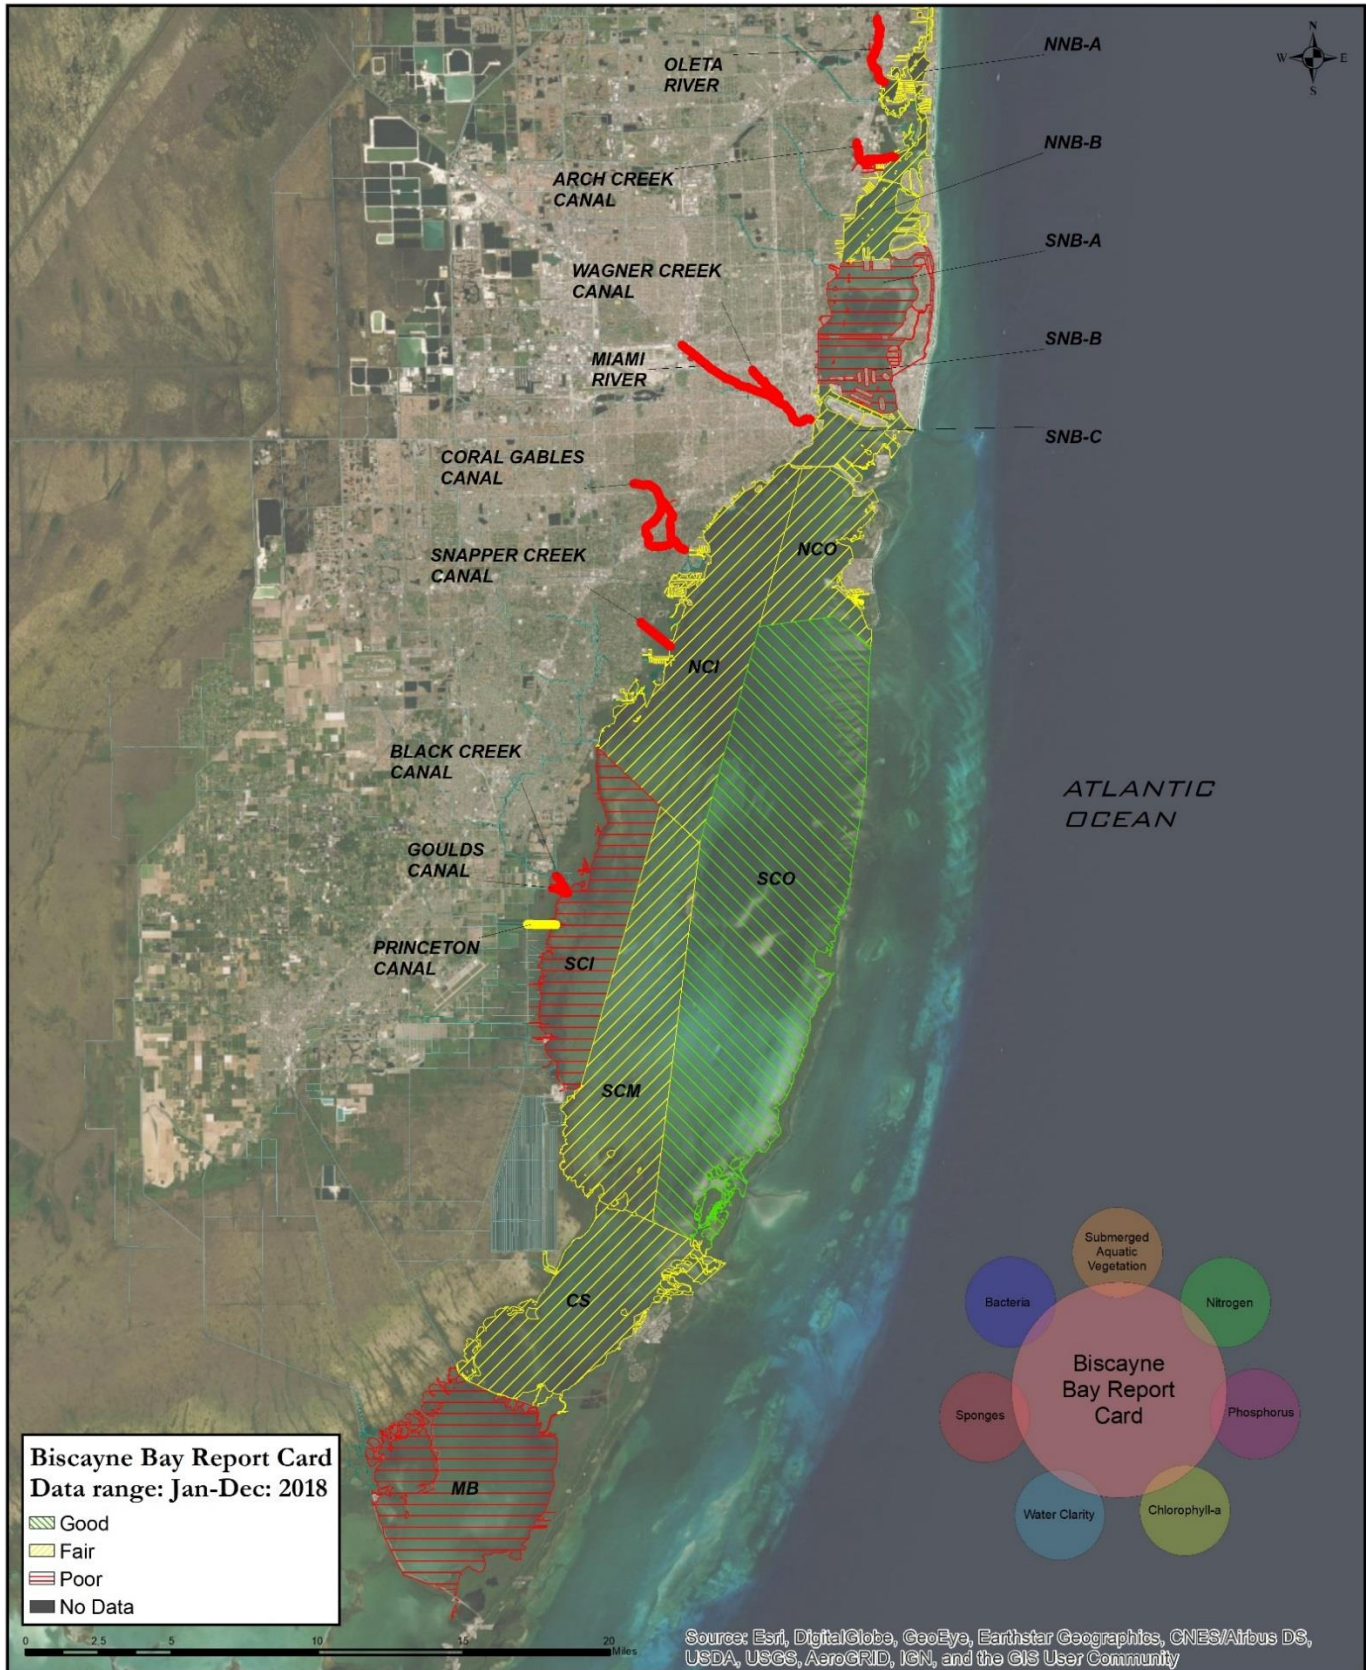 N
W
E
S
OLETA
RIVER
NNB-A
NNB-B
ARCH CREEK
CANAL
SNB-A
WAGNER CREEK
CANAL
SNB-B
MIAMI
RIVER
SNB-C
CORAL GABLES
CANAL
NCO
SNAPPER CREEK
CANAL
NCI
BLACK CREEK
CANAL
ATLANTIC
OCEAN
GOULDS
CANAL
SCO
PRINCETON
CANAL
SCI
SCM
CS
MB
Submerged
Aquatic
Vegetation
Bacteria
Nitrogen
Biscayne
Bay Report
Card
Sponges
Phosphorus
Water Clarity
Chlorophyll-a
Biscayne Bay Report Card
Data range: Jan-Dec: 2018
Good
Fair
Poor
No Data
0 2.5 5 10 15 20
Miles
Source: Esri, DigitalGlobe, GeoEye, Earthstar Geographics, CNES/Airbus DS,
USDA, USGS, AeroGRID, IGN, and the GIS User Community